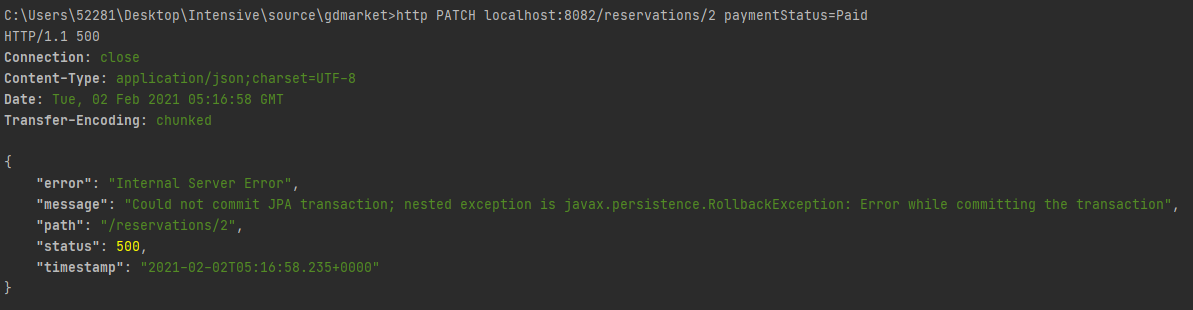 C:\Users\52281\Desktop\Intensive\source\gdmarket>http PATCH localhost:8082/reservations/2 paymentStatus=Paid
HTTP/1.1 500
Connection: close
Content-Type: application/json;charset=UTF-8
Date: Tue, 02 Feb 2021 05:16:58 GMT
Transfer-Encoding: chunked
{
    "error": "Internal Server Error",
    "message": "Could not commit JPA transaction; nested exception is javax.persistence.RollbackException: Error while committing the transaction",
    "path": "/reservations/2",
    "status": 500,
    "timestamp": "2021-02-02T05:16:58.235+0000"
}